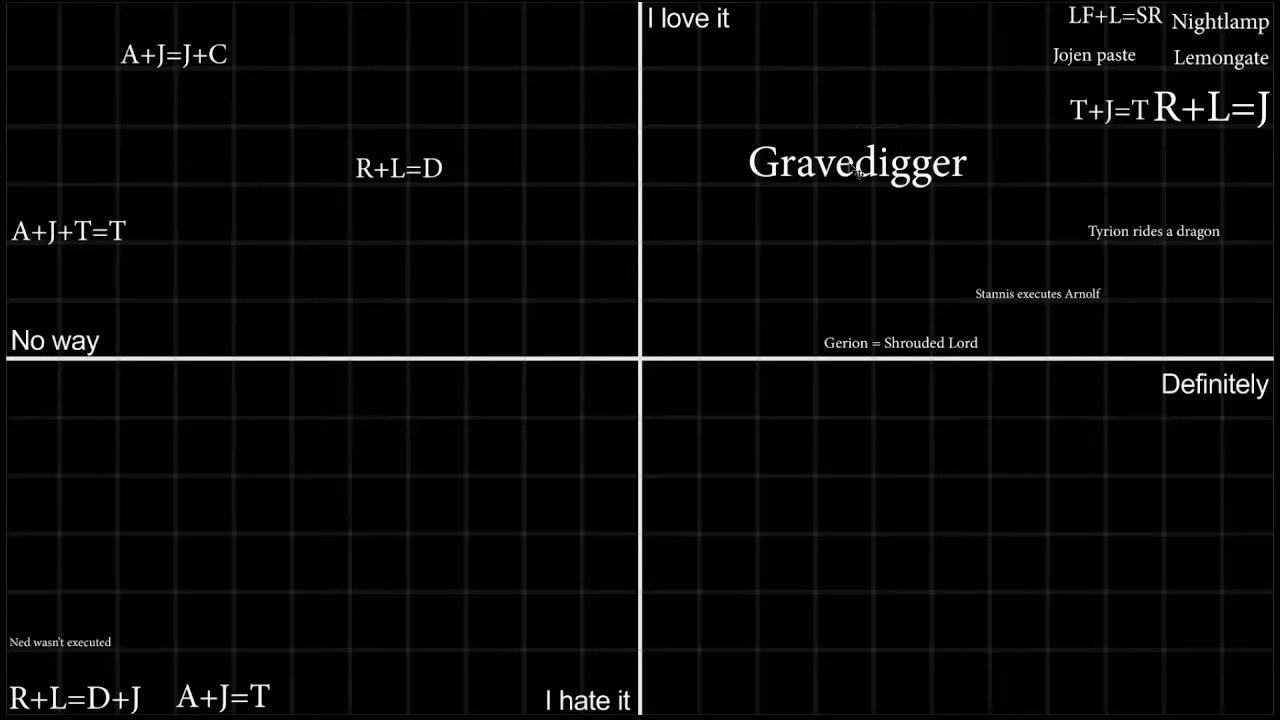 I love it
LF+L=SR
Nightlamp
A+J=J+C
Jojen paste
Lemongate
T+J=T
R+L=J
Gravedigger
R+L=D
A+J+T=T
Tyrion rides a dragon
Stannis executes Arnolf
No way
Gerion = Shrouded Lord
Definitely
Ned wasn't executed
R+L=D+J
A+J=T
I hate it